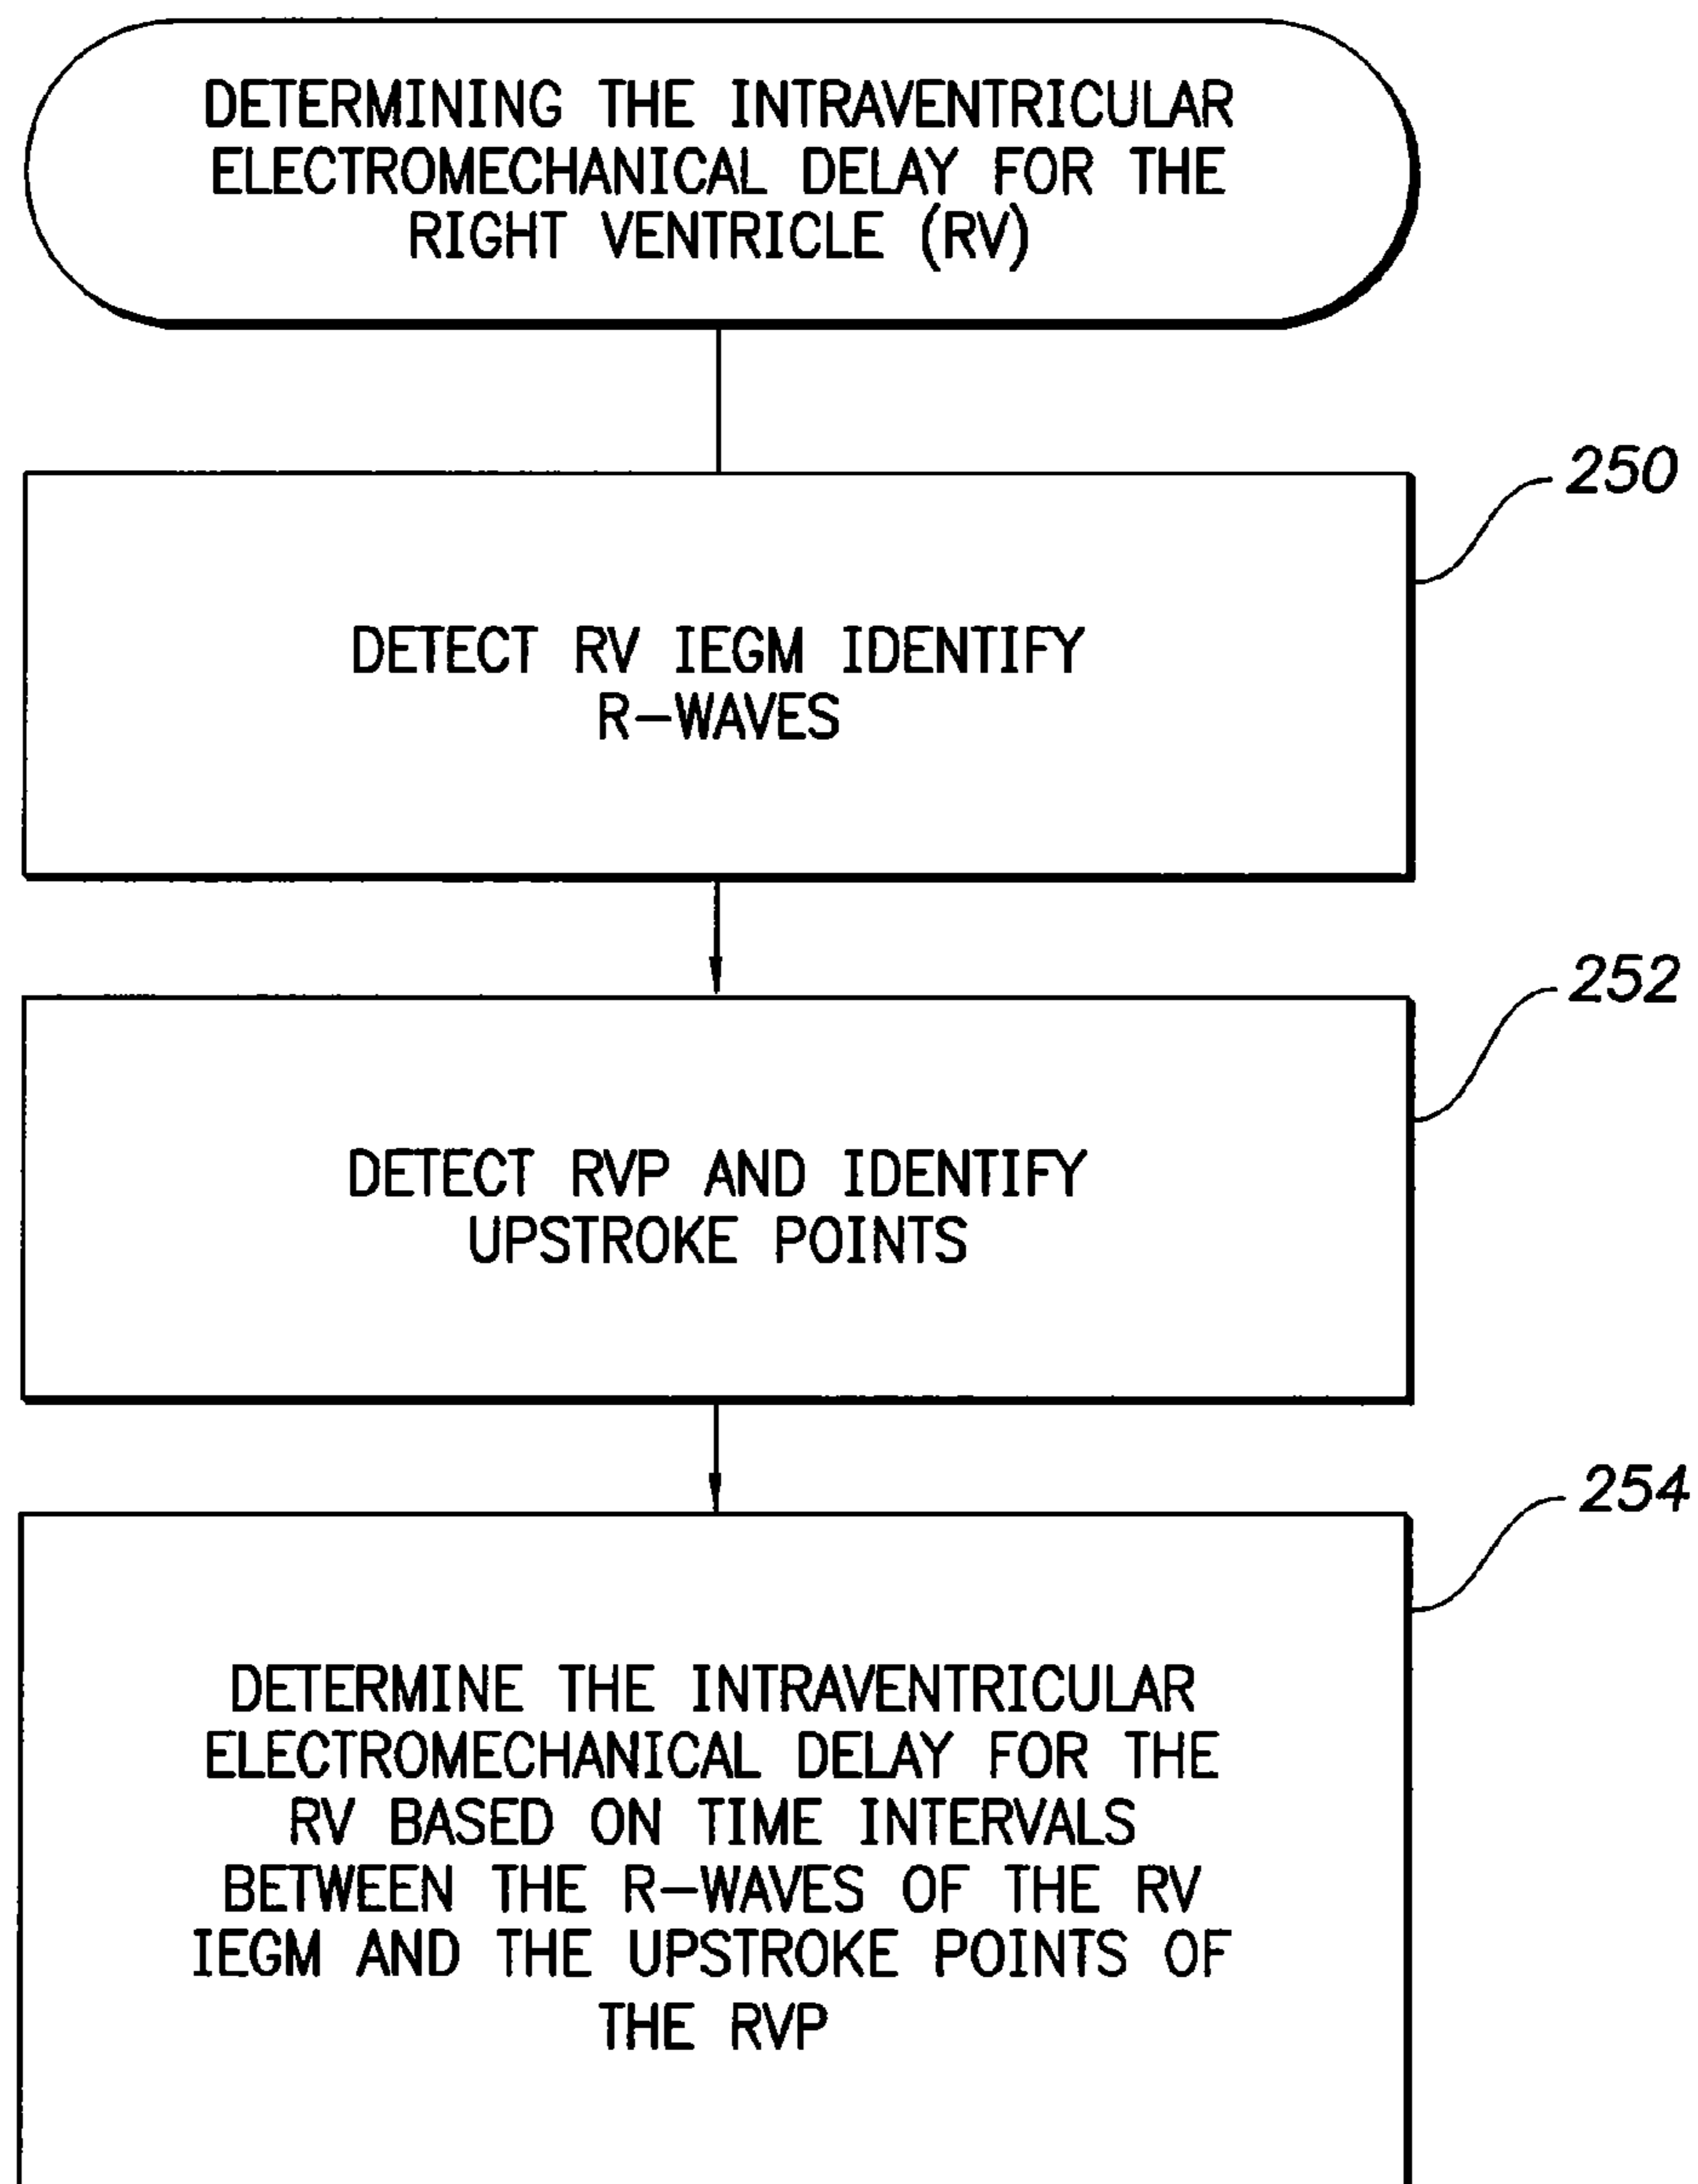 DETERMINING THE INTRAVENTRICULAR
ELECTROMECHANICAL DELAY FOR THE
RIGHT VENTRICLE (RV)
250
DETECT RV IEGM IDENTIFY
R-WAVES
252
DETECT RVP AND IDENTIFY
UPSTROKE POINTS
254
DETERMINE THE INTRAVENTRICULAR
ELECTROMECHANICAL DELAY FOR THE
RV BASED ON TIME INTERVALS
BETWEEN THE R-WAVES OF THE RV
IEGM AND THE UPSTROKE POINTS OF
THE RVP